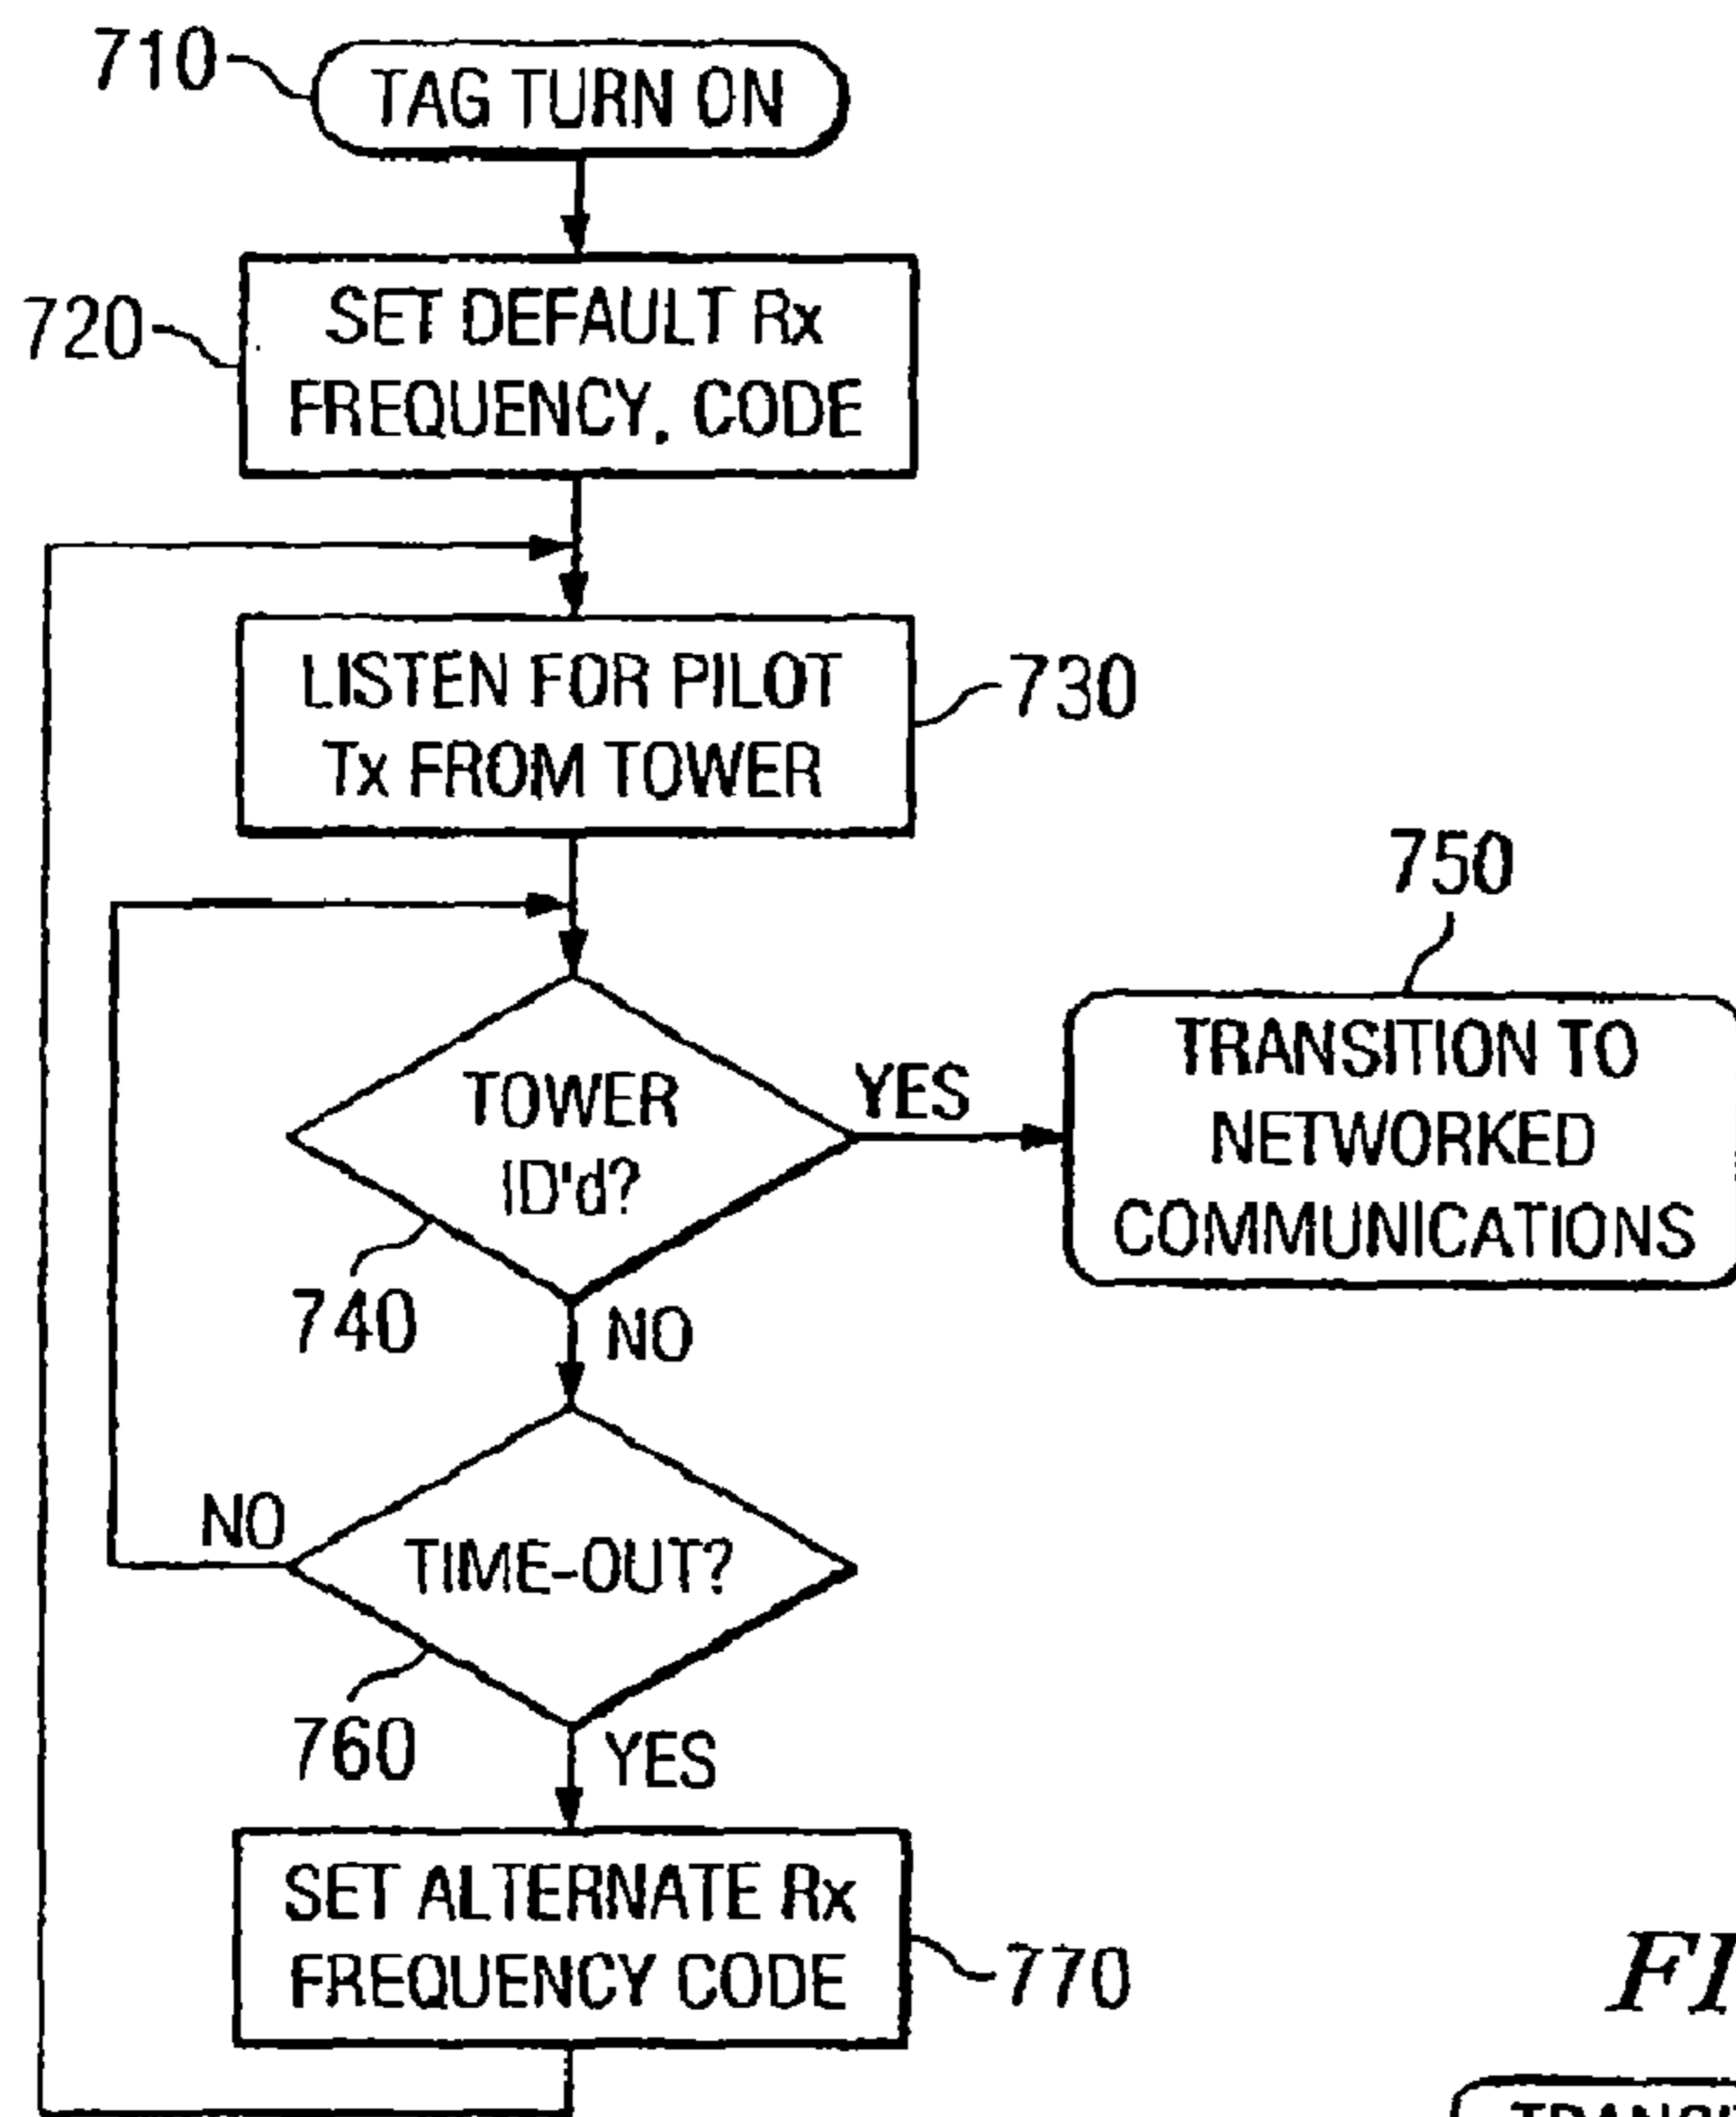 710
TAG TURN ON
720
SET DEFAULT Rx
FREQUENCY, CODE
LISTEN FOR PILOT
Tx FROM TOWER
730
750
TOWER
ID'd?
YES
TRANSITION TO
NETWORKED
COMMUNICATIONS
740
NO
NO
TIME-OUT?
760
YES
SET ALTERNATE Rx
FREQUENCY CODE
770